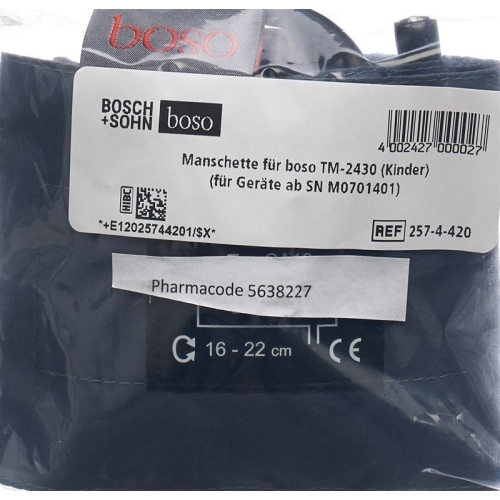 boso
BOSCH
+SOHN
boso
4 002427 000027
Manschette für boso TM-2430 (Kinder)
(für Geräte ab SN M0701401)
HIBC
*+E12025744201/$X*
REF 257-4-420
Pharmacode 5638227
16 - 22 cm CE